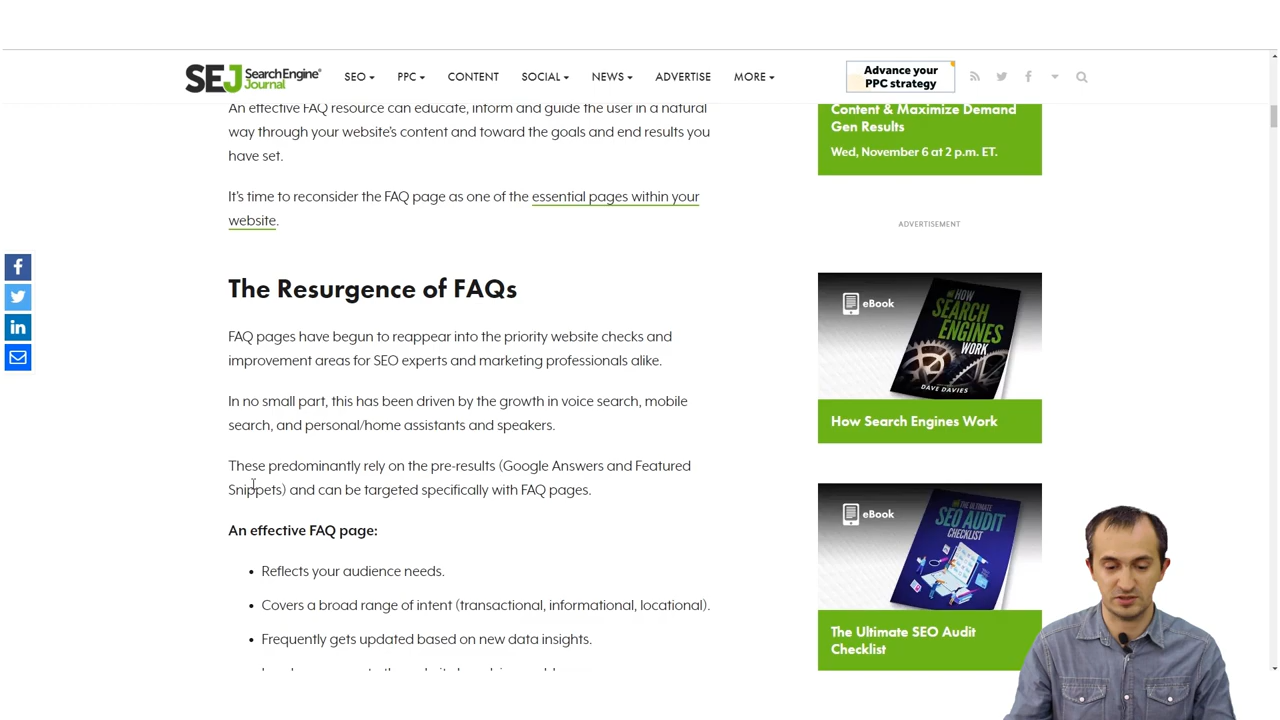 SEJ Search Engine Journal
SEO PPC CONTENT SOCIAL NEWS ADVERTISE MORE
Advance your
PPC strategy
An effective FAQ resource can educate, inform and guide the user in a natural
way through your website's content and toward the goals and end results you
have set.
It's time to reconsider the FAQ page as one of the essential pages within your
website.
The Resurgence of FAQs
FAQ pages have begun to reappear into the priority website checks and
improvement areas for SEO experts and marketing professionals alike.
In no small part, this has been driven by the growth in voice search, mobile
search, and personal/home assistants and speakers.
These predominantly rely on the pre-results (Google Answers and Featured
Snippets) and can be targeted specifically with FAQ pages.
An effective FAQ page:
• Reflects your audience needs.
• Covers a broad range of intent (transactional, informational, locational).
• Frequently gets updated based on new data insights.
Content & Maximize Demand
Gen Results
Wed, November 6 at 2 p.m. ET.
ADVERTISEMENT
eBook
HOW
SEARCH
ENGINES
WORK
DAVE DAVIES
How Search Engines Work
eBook
THE ULTIMATE
SEO AUDIT
CHECKLIST
The Ultimate SEO Audit
Checklist